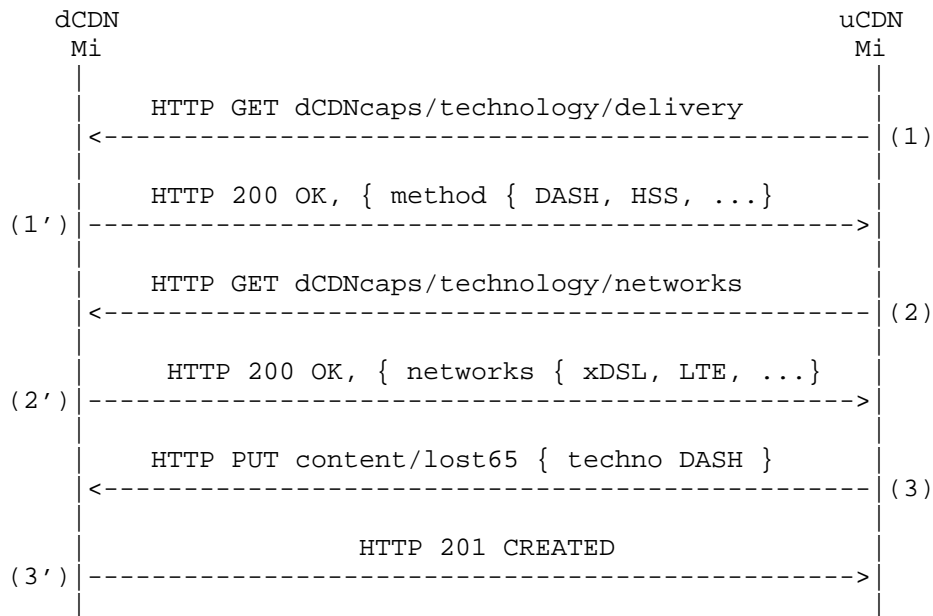 dCDN uCDN
Mi Mi
HTTP GET dCDNcaps/technology/delivery
<------------------------------------------------|(1)
HTTP 200 OK, { method { DASH, HSS, ...}
(1')|------------------------------------------------>
HTTP GET dCDNcaps/technology/networks
<------------------------------------------------|(2)
HTTP 200 OK, { networks { xDSL, LTE, ...}
(2')|------------------------------------------------>
HTTP PUT content/lost65 { techno DASH }
<------------------------------------------------|(3)
HTTP 201 CREATED
(3')|------------------------------------------------>